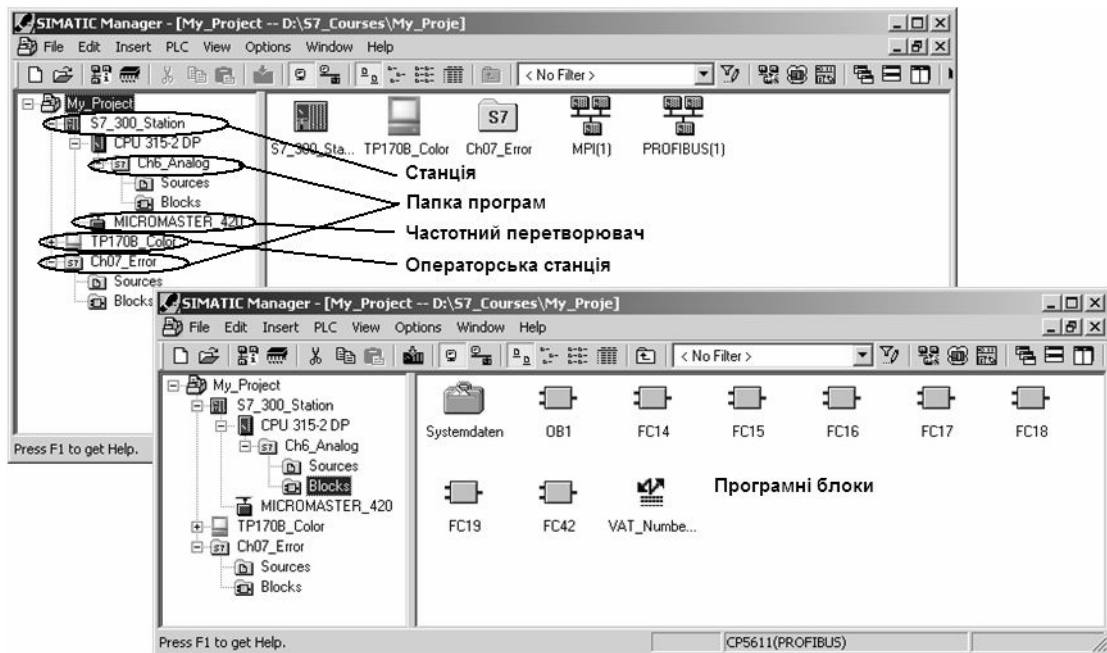 SIMATIC Manager - [My_Project -- D:\S7_Courses\My_Proje]
File Edit Insert PLC View Options Window Help
< No Filter >
My_Project
S7_300_Station
CPU 315-2 DP
Ch6_Analog
Sources
Blocks
MICROMASTER_420
TP170B_Color
Ch07_Error
Sources
Blocks
S7
S7_300_Sta... TP170B_Color Ch07_Error MPI(1) PROFIBUS(1)
Станція
Папка програм
Частотний перетворювач
Операторська станція
Press F1 to get Help.
SIMATIC Manager - [My_Project -- D:\S7_Courses\My_Proje]
File Edit Insert PLC View Options Window Help
< No Filter >
My_Project
S7_300_Station
CPU 315-2 DP
Ch6_Analog
Sources
Blocks
MICROMASTER_420
TP170B_Color
Ch07_Error
Sources
Blocks
Systemdaten OB1 FC14 FC15 FC16 FC17 FC18
Програмні блоки
FC19 FC42 VAT_Numbe...
Press F1 to get Help.
CP5611(PROFIBUS)